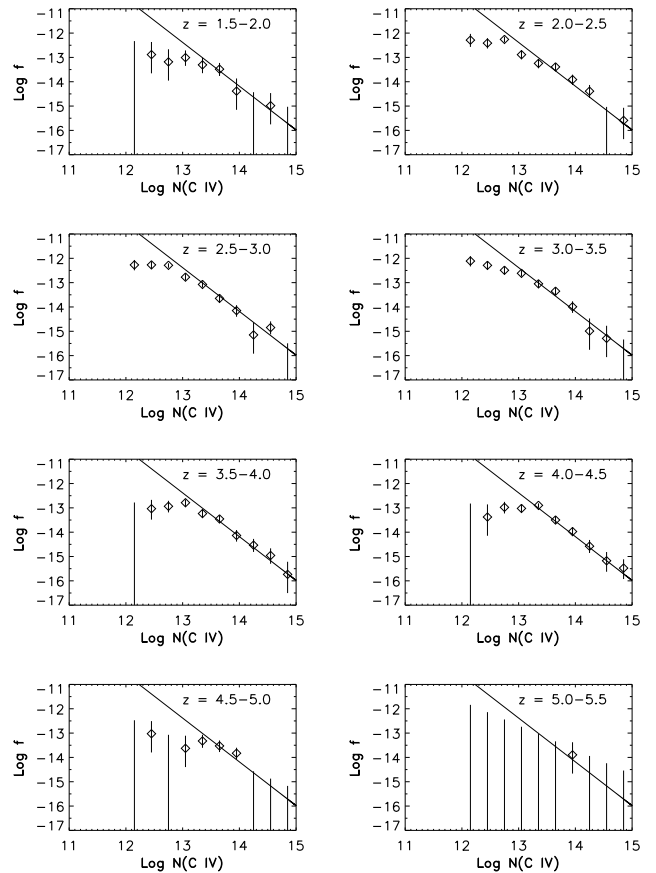 z = 1.5−2.0
−11
−12
−13
−14
−15
−16
−17
Log f
11 12 13 14 15
Log N(C IV)
z = 2.0−2.5
−11
−12
−13
−14
−15
−16
−17
Log f
11 12 13 14 15
Log N(C IV)
z = 2.5−3.0
−11
−12
−13
−14
−15
−16
−17
Log f
11 12 13 14 15
Log N(C IV)
z = 3.0−3.5
−11
−12
−13
−14
−15
−16
−17
Log f
11 12 13 14 15
Log N(C IV)
z = 3.5−4.0
−11
−12
−13
−14
−15
−16
−17
Log f
11 12 13 14 15
Log N(C IV)
z = 4.0−4.5
−11
−12
−13
−14
−15
−16
−17
Log f
11 12 13 14 15
Log N(C IV)
z = 4.5−5.0
−11
−12
−13
−14
−15
−16
−17
Log f
11 12 13 14 15
Log N(C IV)
z = 5.0−5.5
−11
−12
−13
−14
−15
−16
−17
Log f
11 12 13 14 15
Log N(C IV)